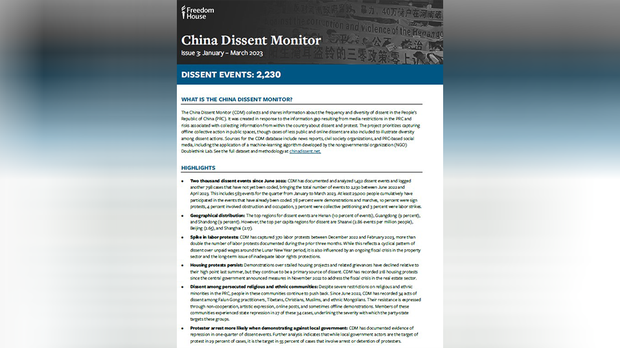 Freedom
House
China Dissent Monitor
Issue 3: January – March 2023
DISSENT EVENTS: 2,230
WHAT IS THE CHINA DISSENT MONITOR?
The China Dissent Monitor (CDM) collects and shares information about the frequency and diversity of dissent in the People's
Republic of China (PRC). It was created in response to the information gap resulting from media restrictions in the PRC and
risks associated with collecting information from within the country about dissent and protest. The project prioritizes capturing
offline collective action in public spaces, though cases of less public and online dissent are also included to illustrate diversity
among dissent actions. Sources for the CDM database include news reports, civil society organizations, and PRC-based social
media, including the application of a machine-learning algorithm developed by the nongovernmental organization (NGO)
Doublethink Lab. See the full dataset and methodology at chinadissent.net.
HIGHLIGHTS
• Two thousand dissent events since June 2022: CDM has documented and analyzed dissent events and logged
another cases that have not yet been coded, bringing the total number of events to 2,230 between June 2022 and
April 2023. This includes events for the quarter from January to March 2023. At least people cumulatively have
participated in the events that have already been coded. 78 percent were demonstrations and marches, 10 percent were sign
protests, 4 percent involved obstruction and occupation, 3 percent were collective petitioning and 3 percent were labor strikes.
• Geographical distribution: The top regions for dissent events are Henan (10 percent of events), Guangdong (9 percent),
and Shandong (9 percent). However, the top per capita regions for dissent are Shaanxi ( events per million people),
Beijing and Shanghai
• Spike in labor protests: CDM has captured labor protests between December 2022 and February 2023, more than
double the number of labor protests documented during the prior three months. While this reflects a cyclical pattern of
dissent over unpaid wages around the Lunar New Year period, it is also influenced by an ongoing fiscal crisis in the property
sector and the long-term issue of inadequate labor rights protections.
• Housing protests persist: Demonstrations over stalled housing projects and related grievances have declined relative to
their high point last summer, but they continue to be a primary source of dissent. CDM has recorded housing protests
since the central government announced measures in November 2022 to address the fiscal crisis in the real estate sector.
• Dissent among persecuted religious and ethnic communities: Despite severe restrictions on religious and ethnic
minorities in the PRC, people in these communities continue to push back. Since June 2022, CDM has recorded 34 acts of
dissent among Falun Gong practitioners, Tibetans, Christians, Muslims, and ethnic Mongolians. Their resistance is expressed
through non-cooperation, artistic expression, online posts, and sometimes offline demonstrations. Members of these
communities experienced state repression in 27 of these 34 cases, underlining the severity with which the party-state
targets these groups.
• Protester arrest more likely when demonstrating against local government: CDM has documented evidence of
repression in one-quarter of dissent events. Further analysis indicates that while local government actors are the target of
protest in percent of cases, it is the target in percent of cases that involve arrest or detention of protesters.